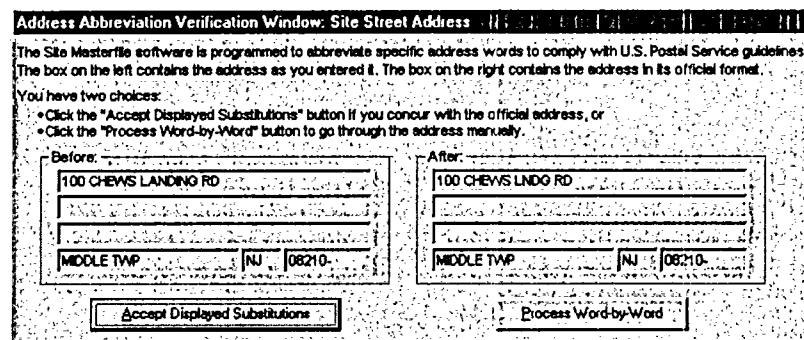 Address Abbreviation Verification Window: Site Street Address
The Site Masterfile software is programmed to abbreviate specific address words to comply with U.S. Postal Service guidelines
The box on the left contains the address as you entered it. The box on the right contains the address in its official format.
You have two choices:
•Click the "Accept Displayed Substitutions" button if you concur with the official address, or
•Click the "Process Word-by-Word" button to go through the address manually.
Before: After:
100 CHEWS LANDING RD 100 CHEWS LNDG RD
MIDDLE TWP NJ 08210- MIDDLE TWP NJ 08210-
Accept Displayed Substitutions Process Word-by-Word